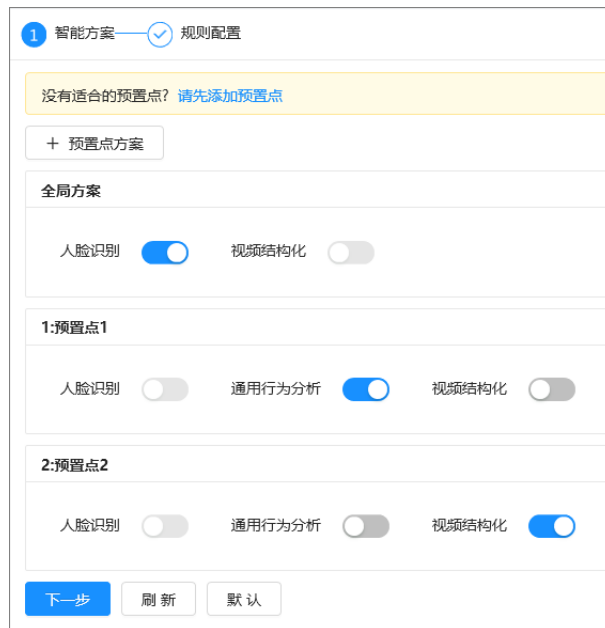 1 智能方案 规则配置
没有适合的预置点? 请先添加预置点
+ 预置点方案
全局方案
人脸识别 视频结构化
1:预置点1
人脸识别 通用行为分析 视频结构化
2:预置点2
人脸识别 通用行为分析 视频结构化
下一步 刷新 默认